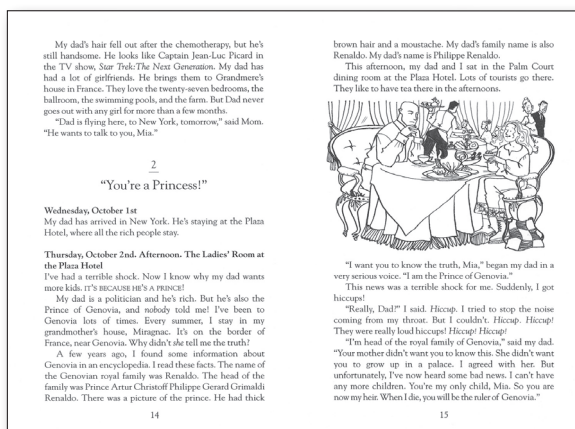 My dad's hair fell out after the chemotherapy, but he's
still handsome. He looks like Captain Jean-Luc Picard in
the TV show, Star Trek: The Next Generation. My dad has
had a lot of girlfriends. He brings them to Grandmere's
house in France. They love the twenty-seven bedrooms, the
ballroom, the swimming pools, and the farm. But Dad never
goes out with any girl for more than a few months.
"Dad is flying here, to New York, tomorrow," said Mom.
"He wants to talk to you, Mia."
2
"You're a Princess!"
Wednesday, October 1st
My dad has arrived in New York. He's staying at the Plaza
Hotel, where all the rich people stay.
Thursday, October 2nd. Afternoon. The Ladies' Room at
the Plaza Hotel
I've had a terrible shock. Now I know why my dad wants
more kids. IT'S BECAUSE HE'S A PRINCE!
My dad is a politician and he's rich. But he's also the
Prince of Genovia, and nobody told me! I've been to
Genovia lots of times. Every summer, I stay in my
grandmother's house, Miragnac. It's on the border of
France, near Genovia. Why didn't she tell me the truth?
A few years ago, I found some information about
Genovia in an encyclopedia. I read these facts. The name of
the Genovian royal family was Renaldo. The head of the
family was Prince Artur Christoff Philippe Gerard Grimaldi
Renaldo. There was a picture of the prince. He had thick
14
brown hair and a moustache. My dad's family name is also
Renaldo. My dad's name is Philippe Renaldo.
This afternoon, my dad and I sat in the Palm Court
dining room at the Plaza Hotel. Lots of tourists go there.
They like to have tea there in the afternoons.
"I want you to know the truth, Mia," began my dad in a
very serious voice. "I am the Prince of Genovia."
This news was a terrible shock for me. Suddenly, I got
hiccups!
"Really, Dad?" I said. Hiccup. I tried to stop the noise
coming from my throat. But I couldn't. Hiccup. Hiccup!
They were really loud hiccups! Hiccup! Hiccup!
"I'm head of the royal family of Genovia," said my dad.
"Your mother didn't want you to know this. She didn't want
you to grow up in a palace. I agreed with her. But
unfortunately, I've now heard some bad news. I can't have
any more children. You're my only child, Mia. So you are
now my heir. When I die, you will be the ruler of Genovia."
15